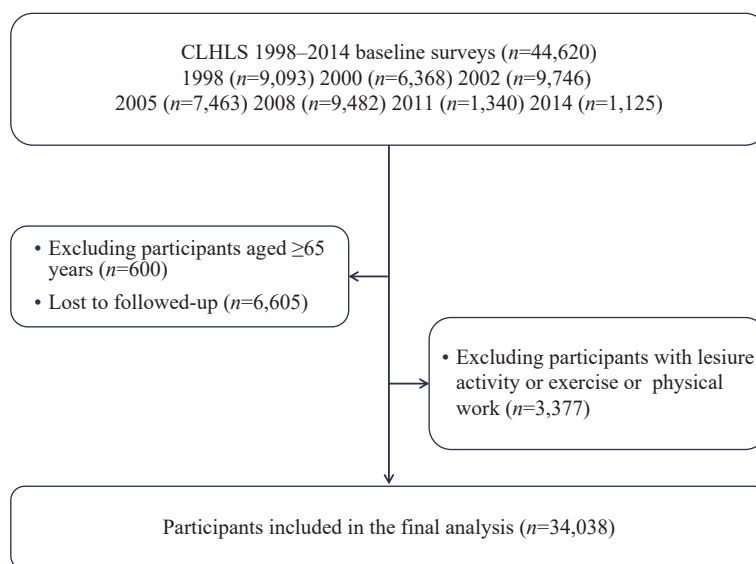 CLHLS 1998–2014 baseline surveys (n=44,620)
1998 (n=9,093) 2000 (n=6,368) 2002 (n=9,746)
2005 (n=7,463) 2008 (n=9,482) 2011 (n=1,340) 2014 (n=1,125)
• Excluding participants aged ≥65
years (n=600)
• Lost to followed-up (n=6,605)
• Excluding participants with lesiure
activity or exercise or physical
work (n=3,377)
Participants included in the final analysis (n=34,038)